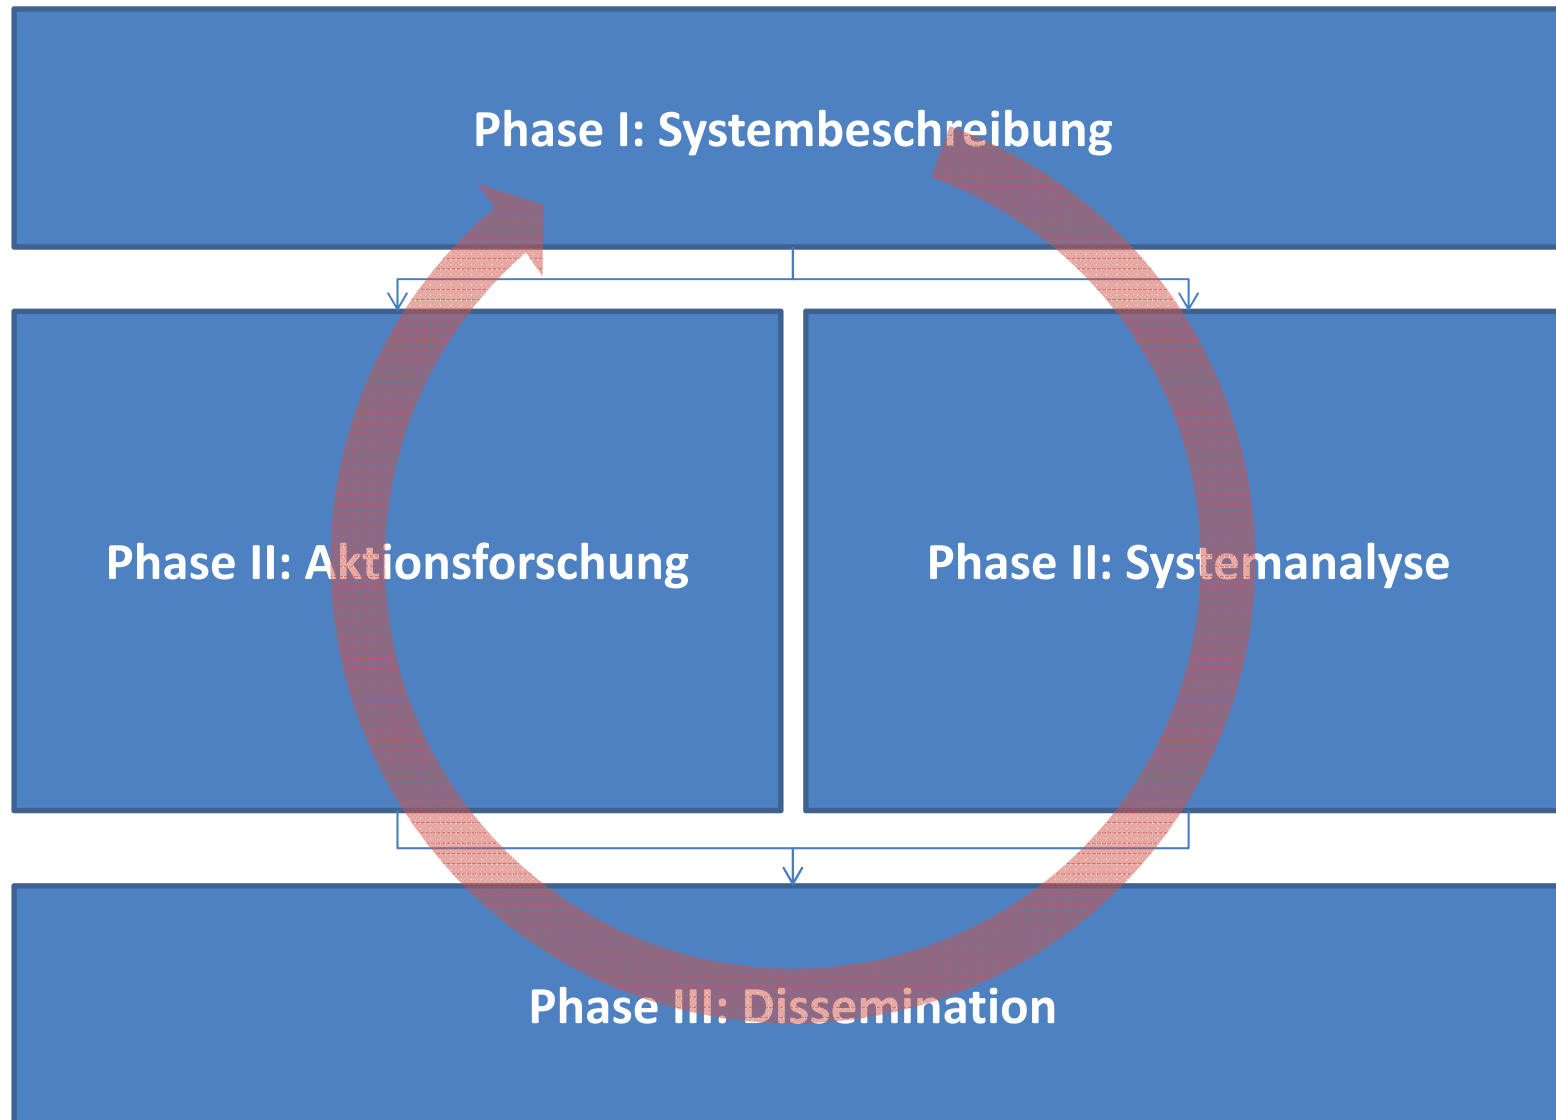 Phase I: Systembeschreibung
Phase II: Aktionsforschung
Phase II: Systemanalyse
Phase III: Dissemination